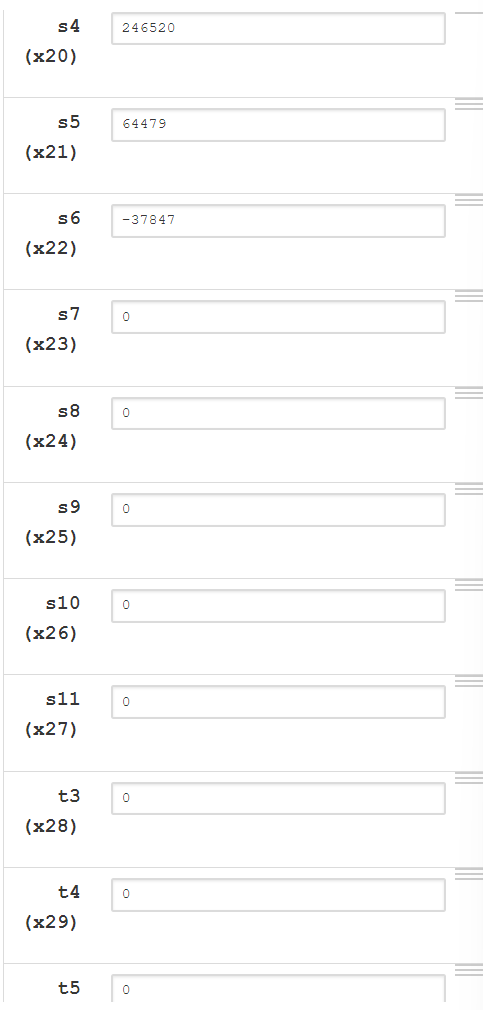 s4 246520
(x20)
s5 64479
(x21)
s6 -37847
(x22)
s7 0
(x23)
s8 0
(x24)
s9 0
(x25)
s10 0
(x26)
s11 0
(x27)
t3 0
(x28)
t4 0
(x29)
t5 0